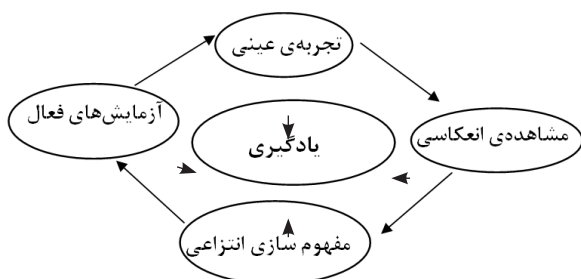 تجربه‌ی عینی
مشاهده‌ی انعکاسی
یادگیری
آزمایش‌های فعال
مفهوم سازی انتزاعی